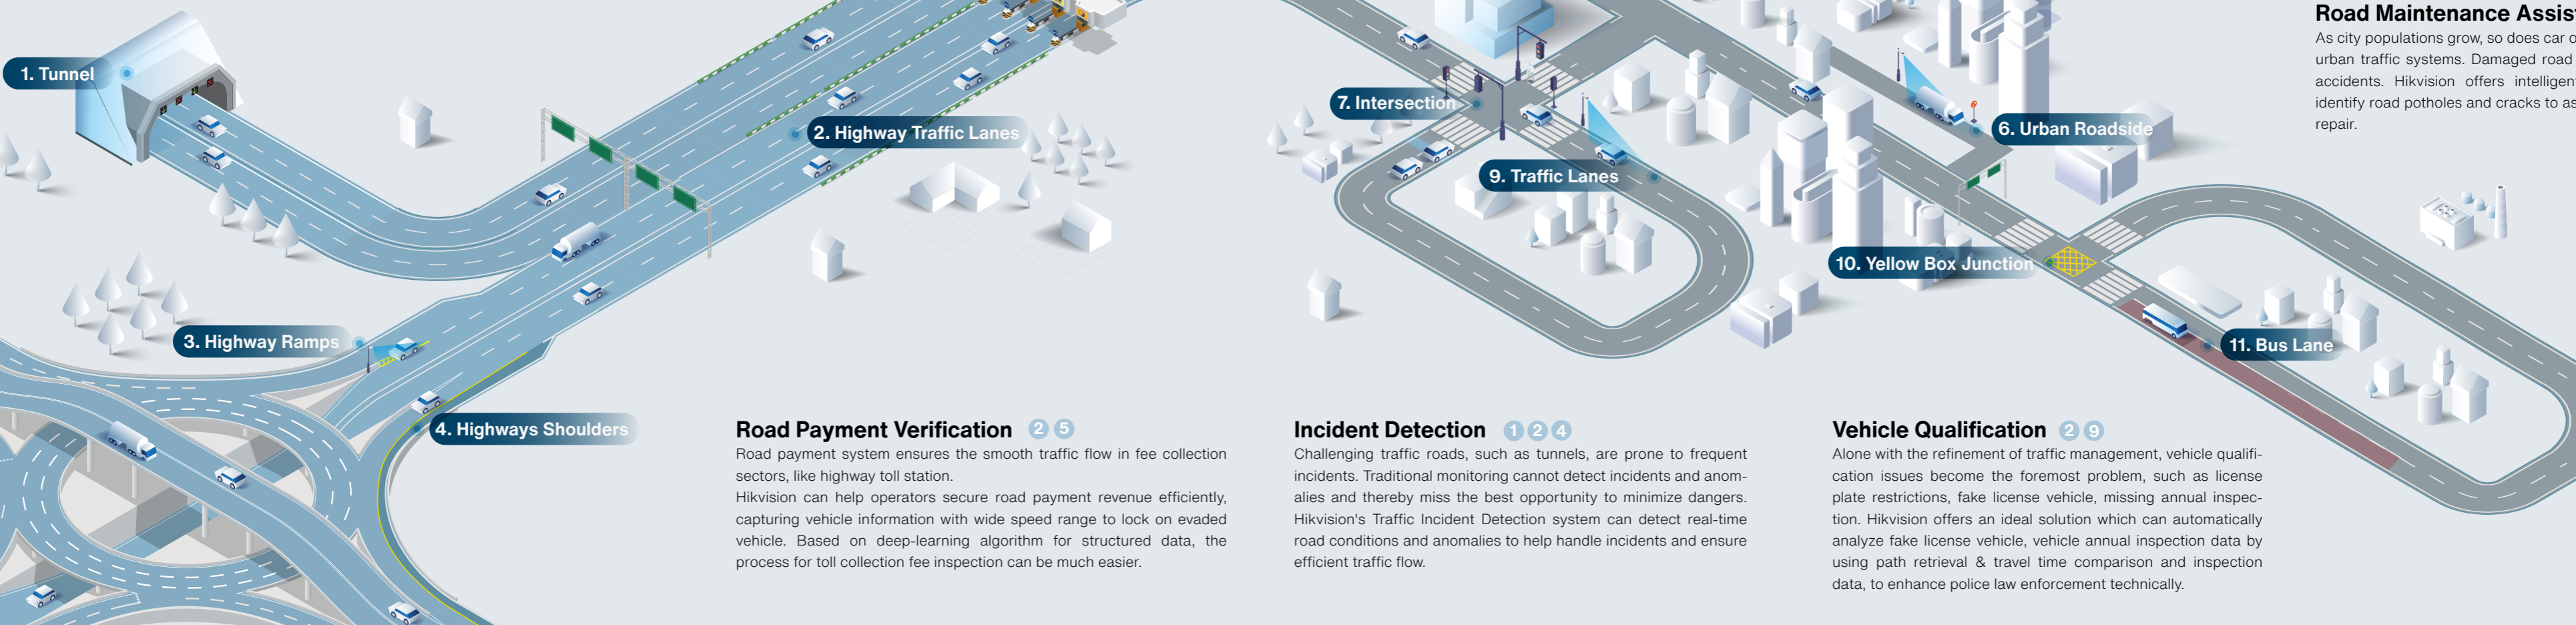 Road Maintenance Assis
As city populations grow, so does car o
urban traffic systems. Damaged road
accidents. Hikvision offers intelligen
identify road potholes and cracks to as
repair.
1. Tunnel
2. Highway Traffic Lanes
7. Intersection
6. Urban Roadside
9. Traffic Lanes
10. Yellow Box Junction
3. Highway Ramps
11. Bus Lane
4. Highways Shoulders
Road Payment Verification 2 5
Road payment system ensures the smooth traffic flow in fee collection
sectors, like highway toll station.
Hikvision can help operators secure road payment revenue efficiently,
capturing vehicle information with wide speed range to lock on evaded
vehicle. Based on deep-learning algorithm for structured data, the
process for toll collection fee inspection can be much easier.
Incident Detection 1 2 4
Challenging traffic roads, such as tunnels, are prone to frequent
incidents. Traditional monitoring cannot detect incidents and anom-
alies and thereby miss the best opportunity to minimize dangers.
Hikvision's Traffic Incident Detection system can detect real-time
road conditions and anomalies to help handle incidents and ensure
efficient traffic flow.
Vehicle Qualification 2 9
Alone with the refinement of traffic management, vehicle qualifi-
cation issues become the foremost problem, such as license
plate restrictions, fake license vehicle, missing annual inspec-
tion. Hikvision offers an ideal solution which can automatically
analyze fake license vehicle, vehicle annual inspection data by
using path retrieval & travel time comparison and inspection
data, to enhance police law enforcement technically.